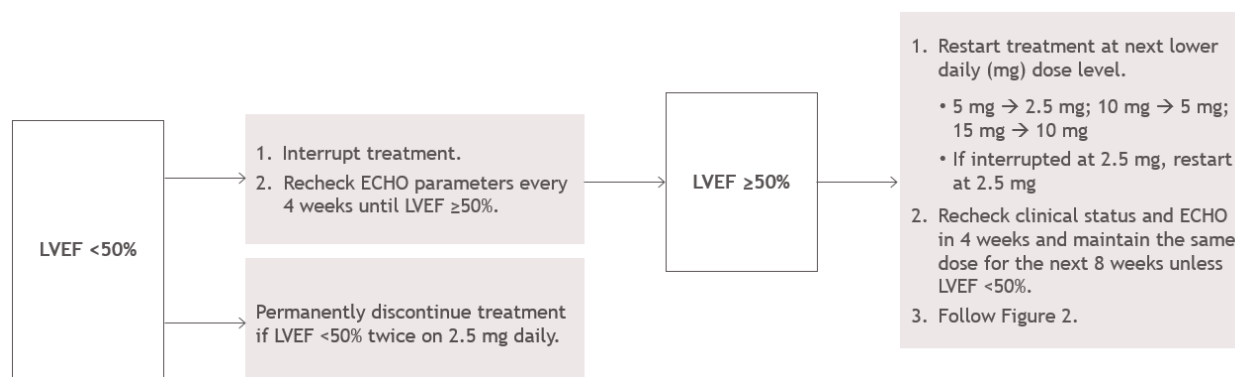 LVEF <50%
1. Interrupt treatment.
2. Recheck ECHO parameters every
4 weeks until LVEF ≥50%.
Permanently discontinue treatment
if LVEF <50% twice on 2.5 mg daily.
LVEF ≥50%
1. Restart treatment at next lower
daily (mg) dose level.
• 5 mg → 2.5 mg; 10 mg → 5 mg;
15 mg → 10 mg
• If interrupted at 2.5 mg, restart
at 2.5 mg
2. Recheck clinical status and ECHO
in 4 weeks and maintain the same
dose for the next 8 weeks unless
LVEF <50%.
3. Follow Figure 2.